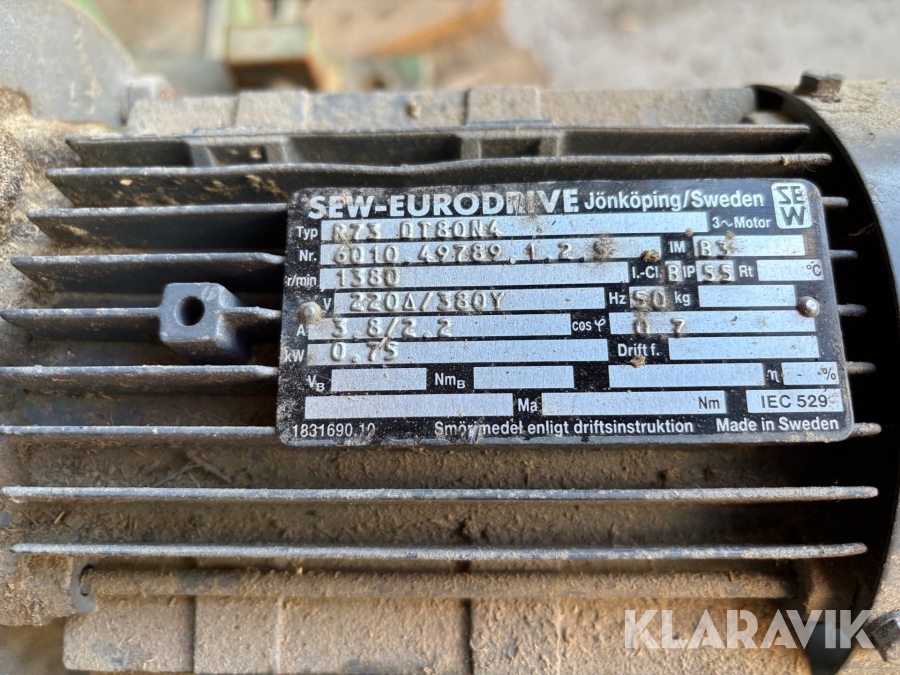 SEW-EURODRIVE Jönköping/Sweden SEW
Typ R73 DT80N4 3~Motor
Nr. 6010 49789.1.2. IM B3
r/min 1380 I.-Cl. B IP 55 Rt °C
V 220Δ/380Y Hz 50 kg
A 3.8/2.2 cos φ 0.7
kW 0.75 Drift f.
VB NmB η %
Ma Nm IEC 529
1831690.10 Smörjmedel enligt driftsinstruktion Made in Sweden
KLARAVIK